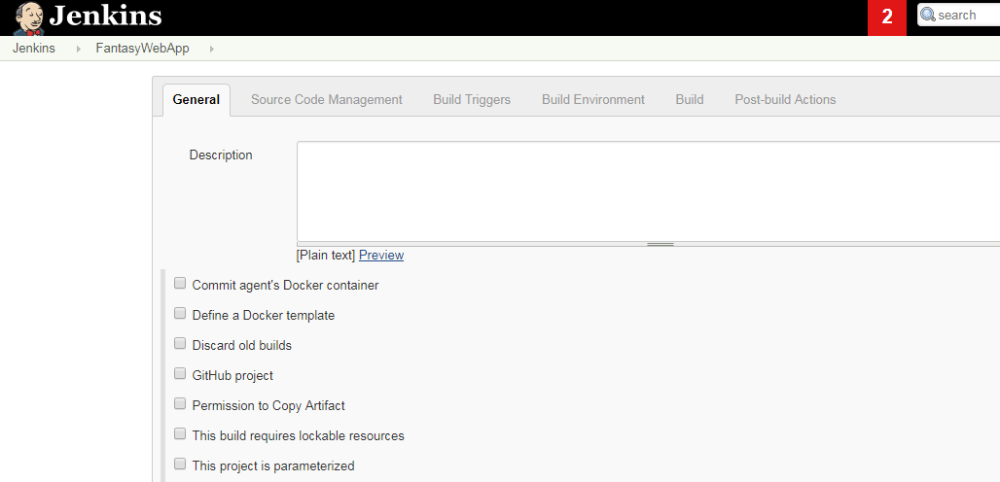 Jenkins 2 search
Jenkins FantasyWebApp
General Source Code Management Build Triggers Build Environment Build Post-build Actions
Description
[Plain text] Preview
Commit agent's Docker container
Define a Docker template
Discard old builds
GitHub project
Permission to Copy Artifact
This build requires lockable resources
This project is parameterized